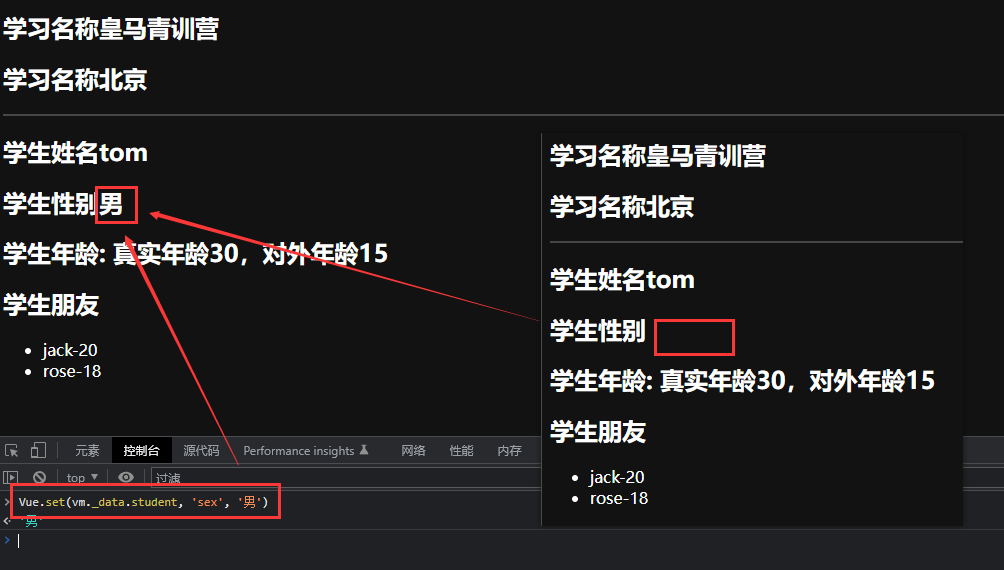 学习名称皇马青训营
学习名称北京
学生姓名tom
学生性别男
学生年龄: 真实年龄30，对外年龄15
学生朋友
jack-20
rose-18
学习名称皇马青训营
学习名称北京
学生姓名tom
学生性别
学生年龄: 真实年龄30，对外年龄15
学生朋友
jack-20
rose-18
元素 控制台 源代码 Performance insights 网络 性能 内存
top ▼ 过滤
> Vue.set(vm._data.student, 'sex', '男')
'男'
>